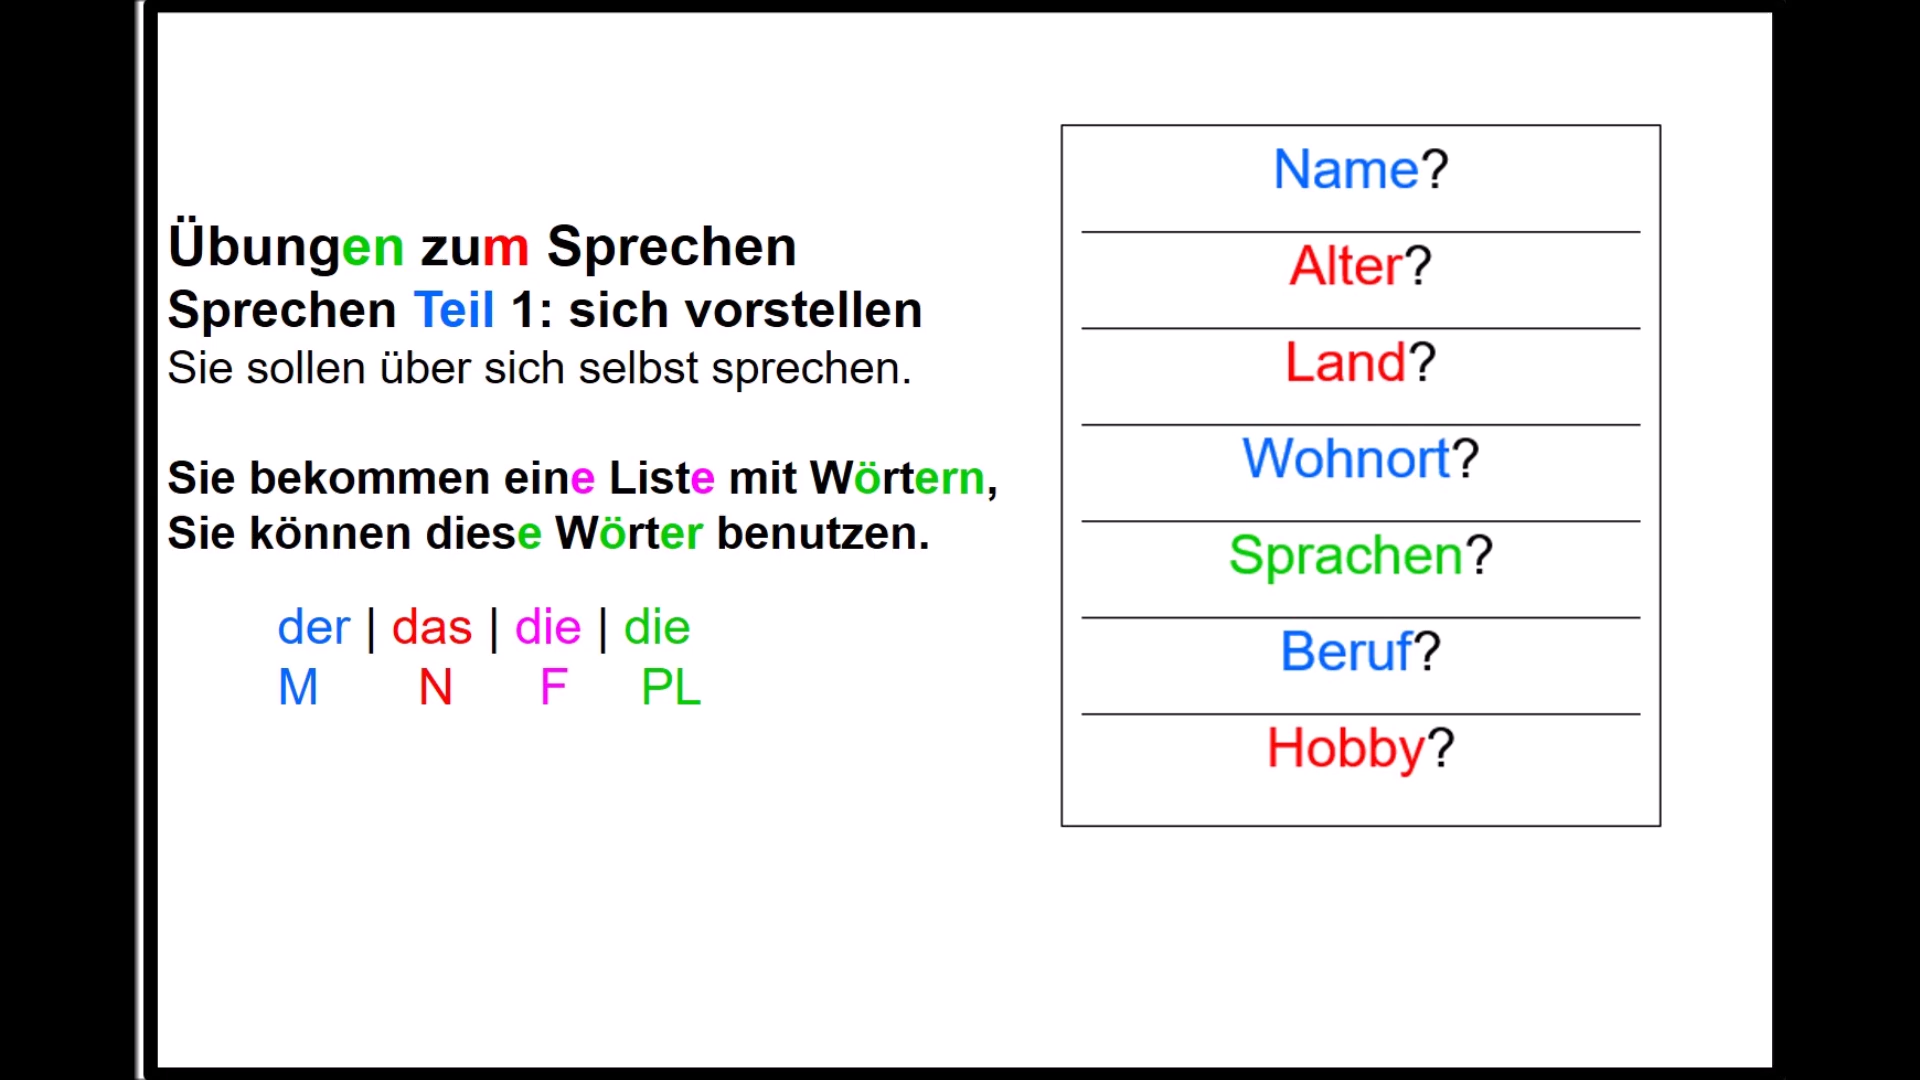 Übungen zum Sprechen
Sprechen Teil 1: sich vorstellen
Sie sollen über sich selbst sprechen.
Sie bekommen eine Liste mit Wörtern,
Sie können diese Wörter benutzen.
der | das | die | die
M N F PL
Name?
Alter?
Land?
Wohnort?
Sprachen?
Beruf?
Hobby?